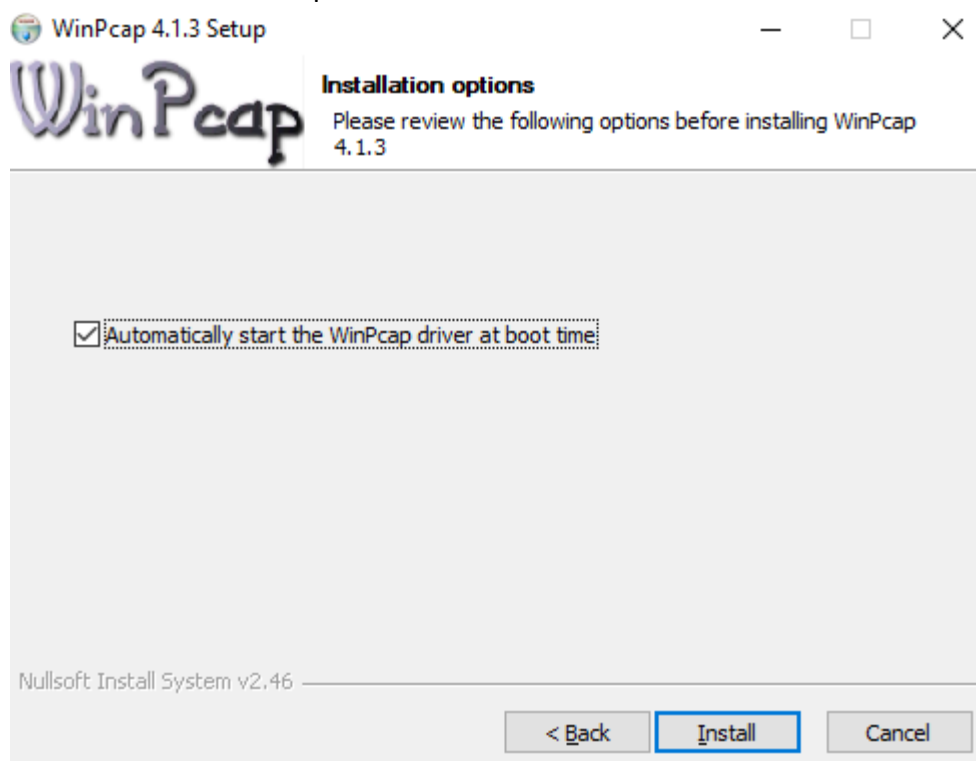 WinPcap 4.1.3 Setup
WinPcap
Installation options
Please review the following options before installing WinPcap
4.1.3
Automatically start the WinPcap driver at boot time
Nullsoft Install System v2.46
< Back
Install
Cancel